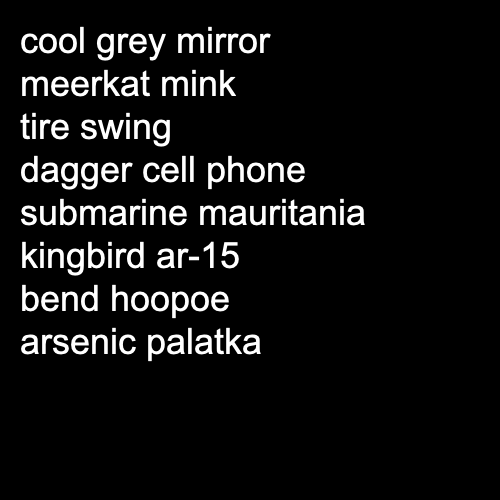 cool grey mirror
meerkat mink
tire swing
dagger cell phone
submarine mauritania
kingbird ar-15
bend hoopoe
arsenic palatka